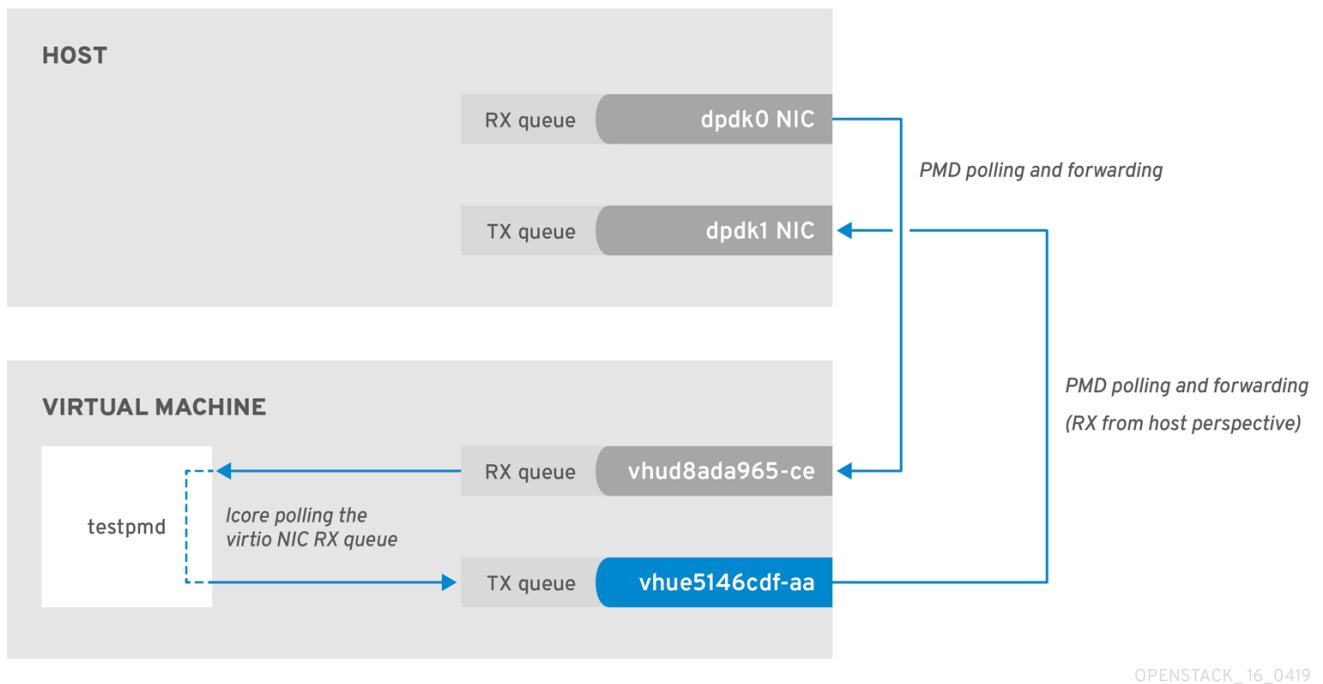 HOST
RX queue
dpdk0 NIC
PMD polling and forwarding
TX queue
dpdk1 NIC
PMD polling and forwarding
(RX from host perspective)
VIRTUAL MACHINE
RX queue
vhud8ada965-ce
testpmd
lcore polling the
virtio NIC RX queue
TX queue
vhue5146cdf-aa
OPENSTACK_16_0419